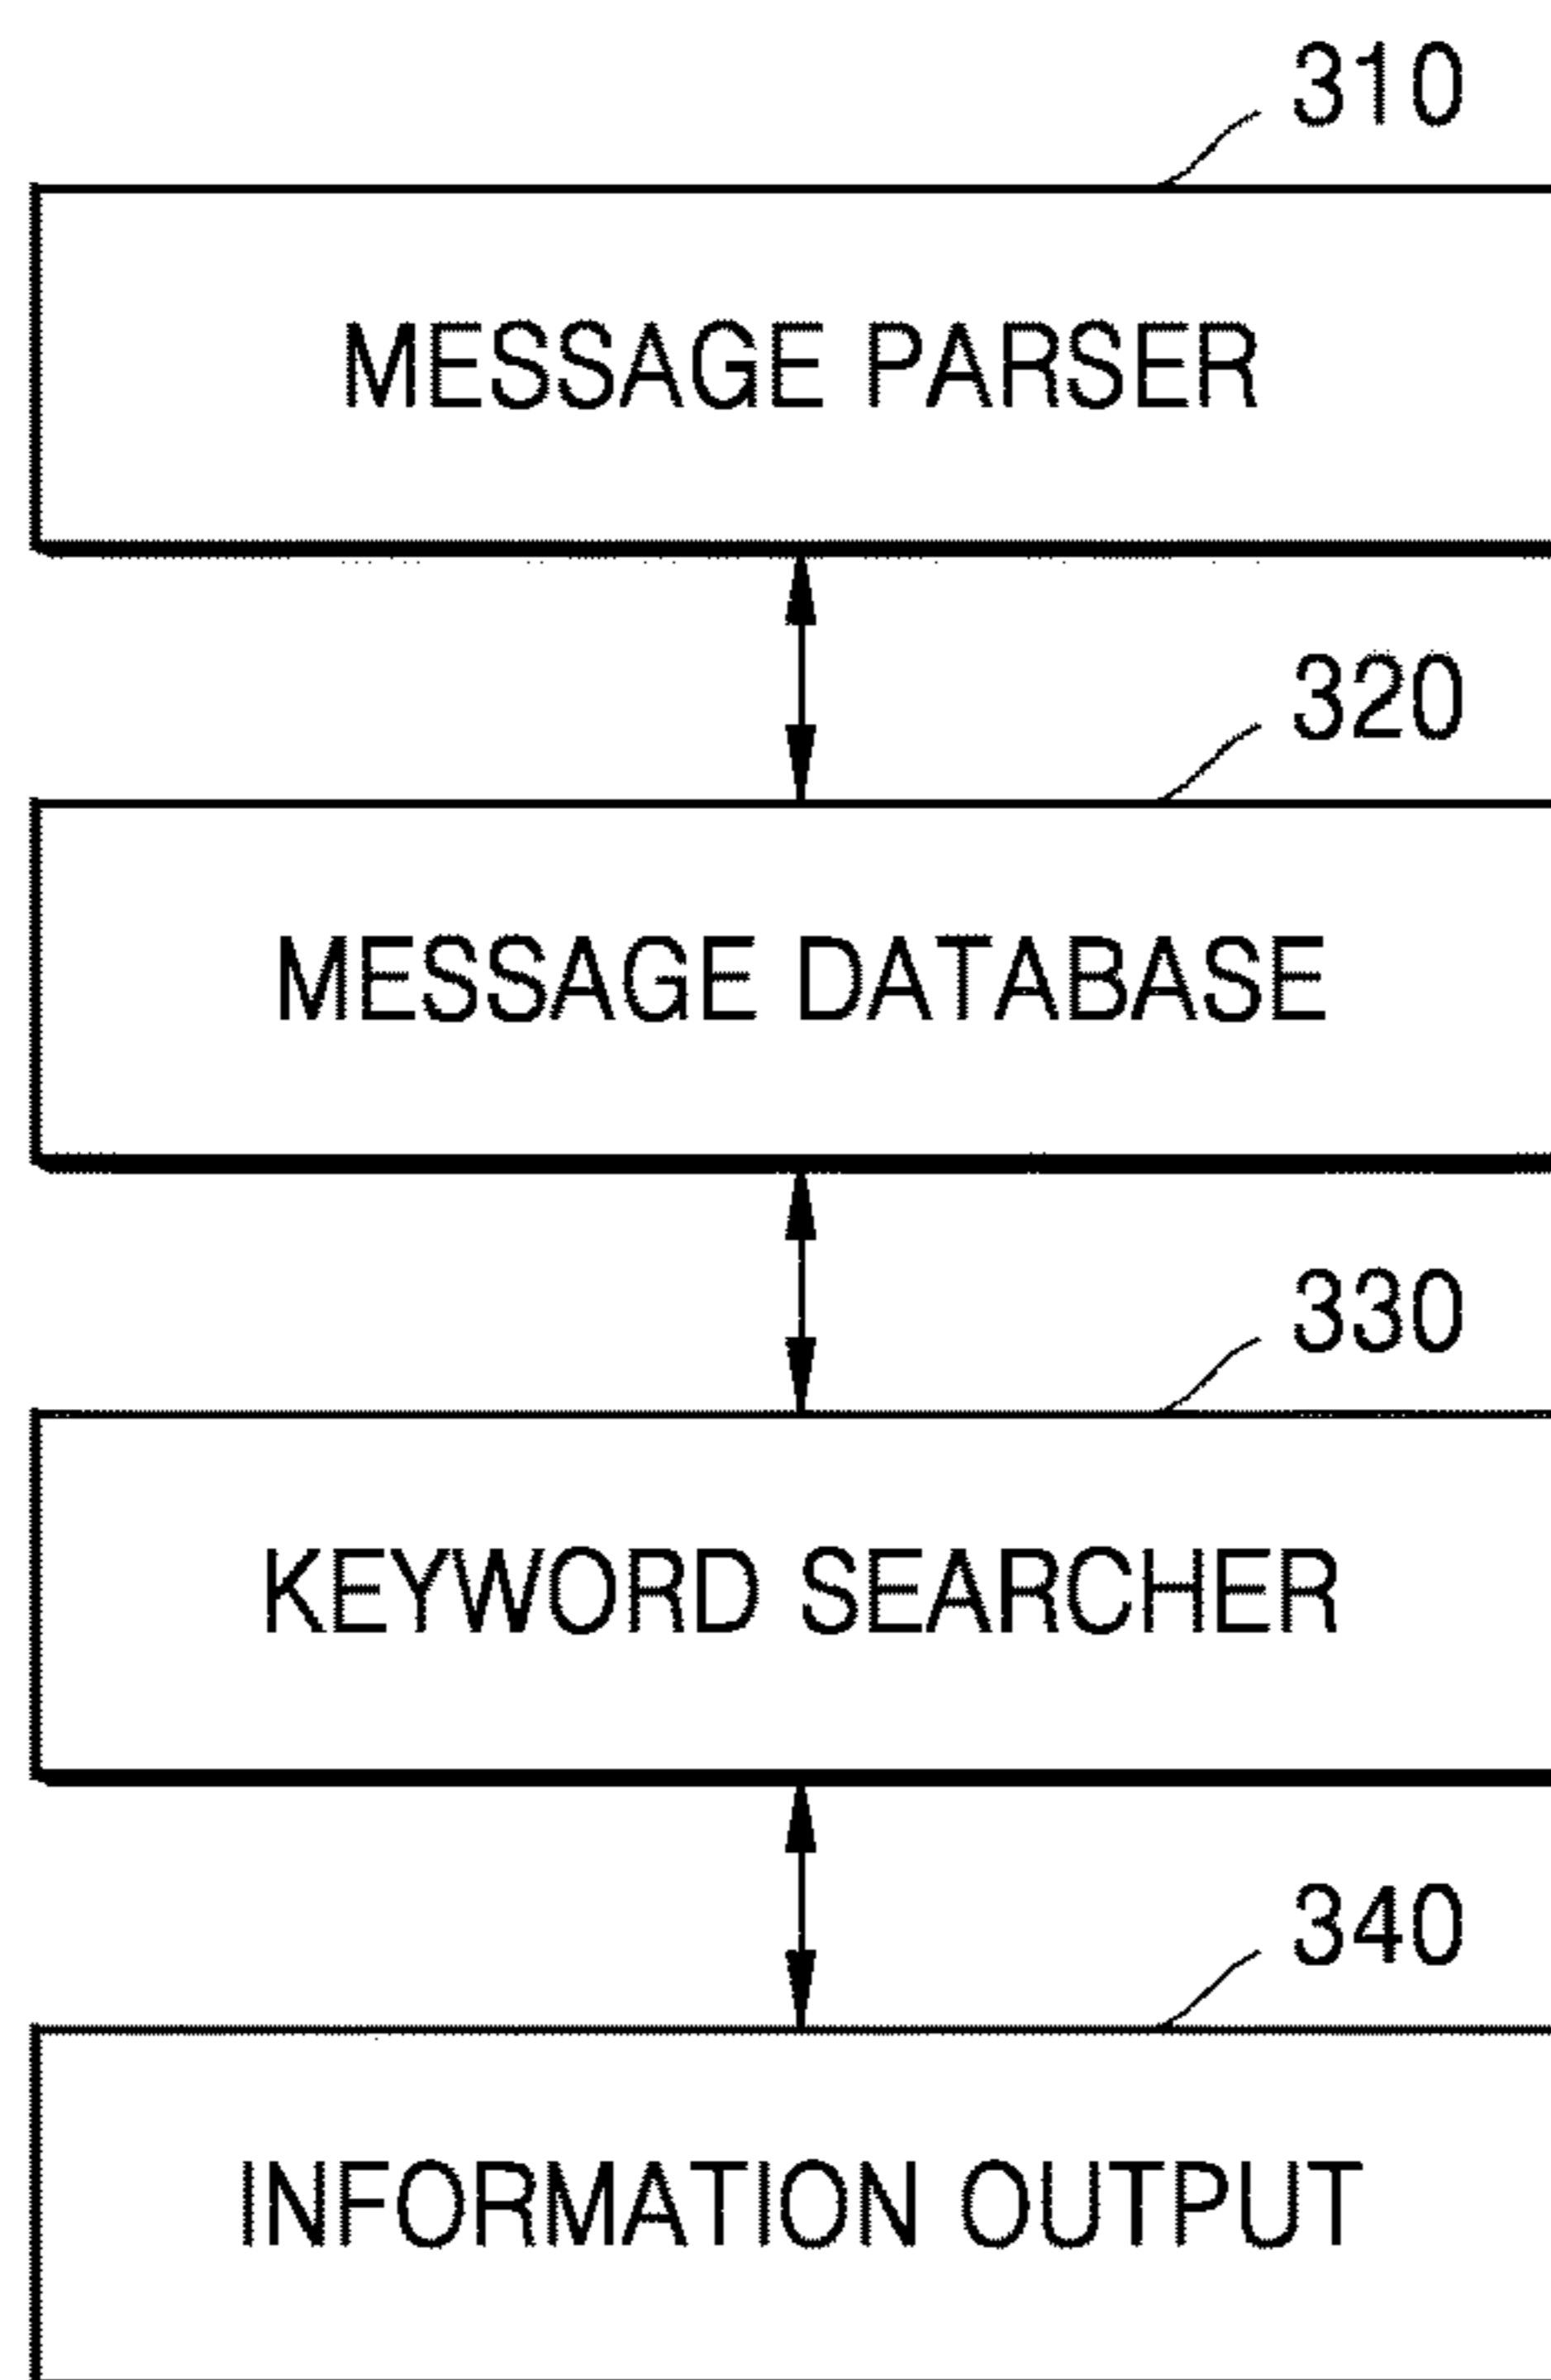 310
MESSAGE PARSER
320
MESSAGE DATABASE
330
KEYWORD SEARCHER
340
INFORMATION OUTPUT